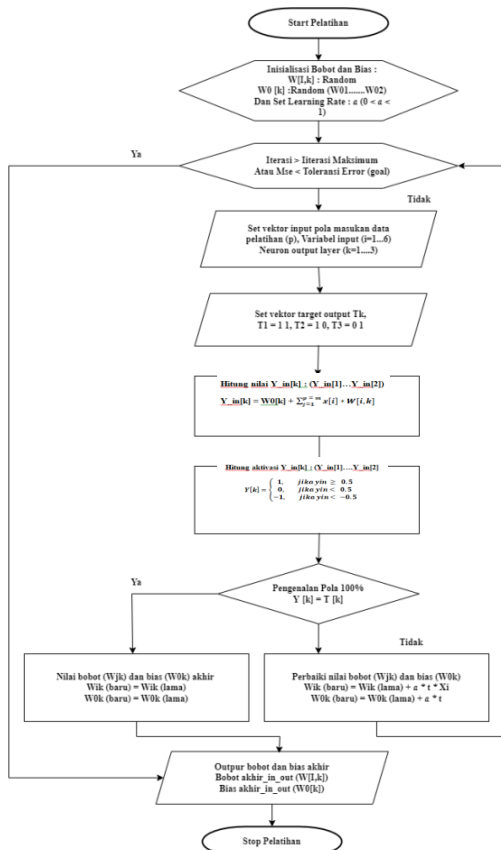 Start Pelatihan
Inisialisasi Bobot dan Bias :
W[I,k] : Random
W0 [k] :Random (W01.......W02)
Dan Set Learning Rate : α (0 < α <
1)
Ya
Iterasi > Iiterasi Maksimum
Atau Mse < Toleransi Error (goal)
Tidak
Set vektor input pola masukan data
pelatihan (p), Variabel input (i=1...6)
Neuron output layer (k=1....3)
Set vektor target output Tk,
T1 = 1 1, T2 = 1 0, T3 = 0 1
Hitung nilai Y_in[k] : (Y_in[1]…Y_in[2])
Y_in[k] = W0[k] + ∑ x[i] * W[i,k]
Hitung aktivasi Y_in[k] : (Y_in[1]….Y_in[2]
Y[k] = { 1, jika yin ≥ 0.5
0, jika yin < 0.5
−1, jika yin < −0.5
Pengenalan Pola 100%
Y [k] = T [k]
Ya
Tidak
Nilai bobot (Wjk) dan bias (W0k) akhir
Wik (baru) = Wik (lama)
W0k (baru) = W0k (lama)
Perbaiki nilai bobot (Wjk) dan bias (W0k)
Wik (baru) = Wik (lama) + α * t * Xi
W0k (baru) = W0k (lama) + α * t
Outpur bobot dan bias akhir
Bobot akhir_in_out (W[I,k])
Bias akhir_in_out (W0[k])
Stop Pelatihan